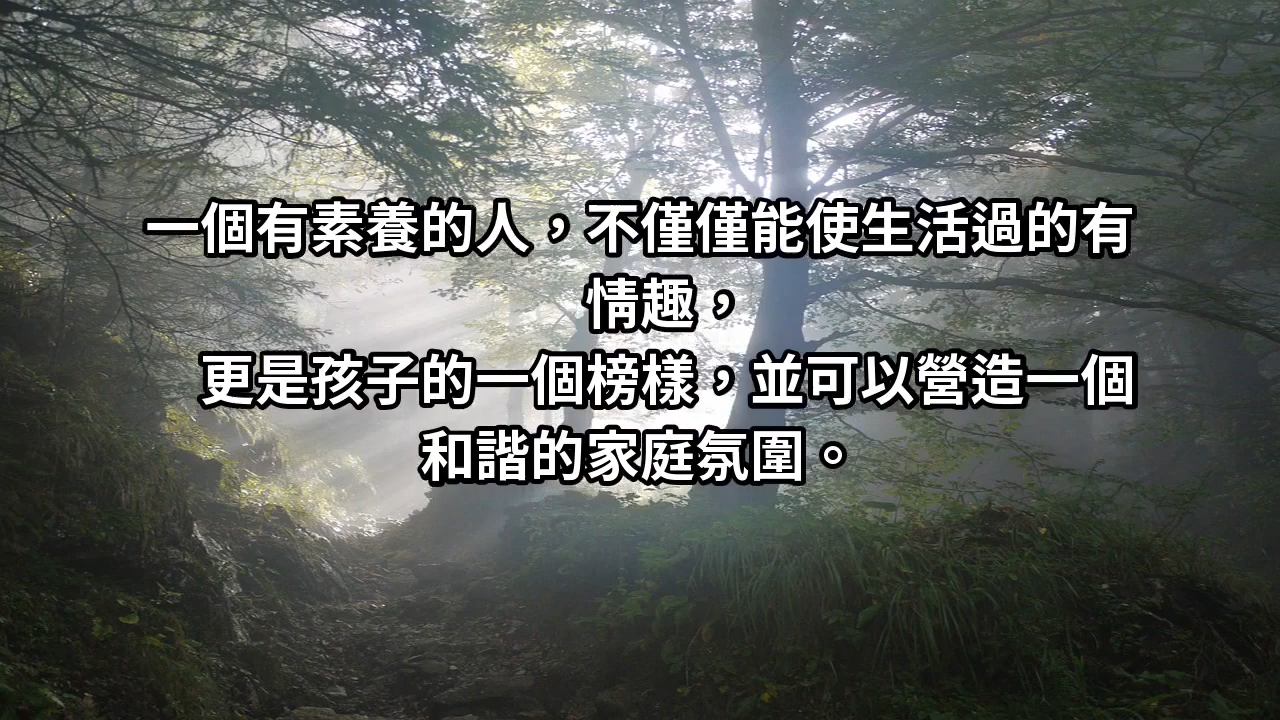 一個有素養的人，不僅僅能使生活過的有
情趣，
更是孩子的一個榜樣，並可以營造一個
和諧的家庭氛圍。